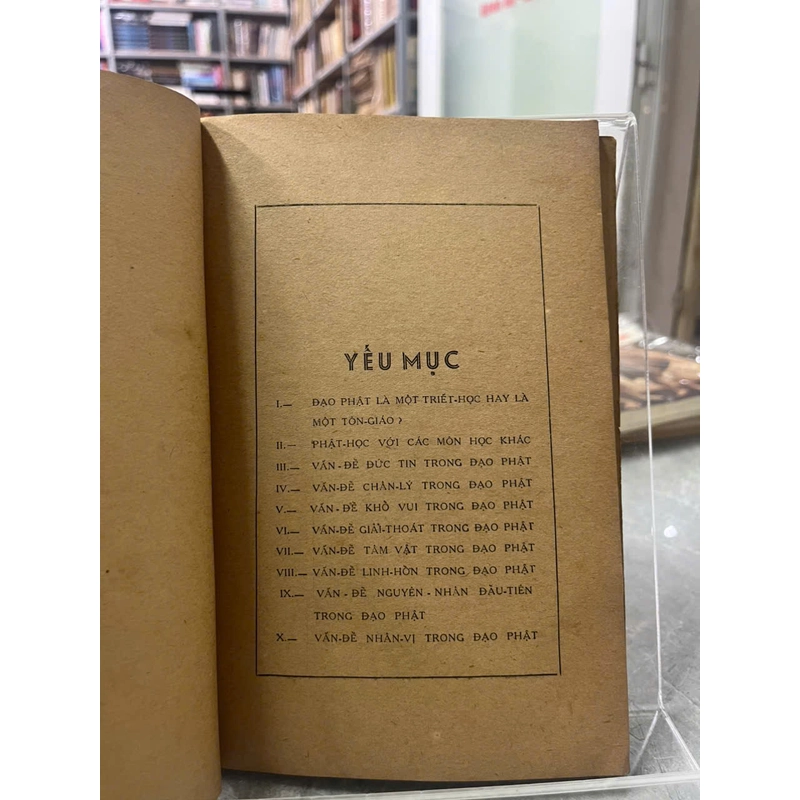 YẾU MỤC
I.— ĐẠO PHẬT LÀ MỘT TRIẾT-HỌC HAY LÀ
MỘT TÔN-GIÁO ?
II.— PHẬT-HỌC VỚI CÁC MÔN HỌC KHÁC
III.— VẤN-ĐỀ ĐỨC TIN TRONG ĐẠO PHẬT
IV.— VẤN-ĐỀ CHÂN-LÝ TRONG ĐẠO PHẬT
V.— VẤN-ĐỀ KHỔ VUI TRONG ĐẠO PHẬT
VI.— VẤN-ĐỀ GIẢI-THOÁT TRONG ĐẠO PHẬT
VII.— VẤN-ĐỀ TÂM VẬT TRONG ĐẠO PHẬT
VIII.— VẤN-ĐỀ LINH-HỒN TRONG ĐẠO PHẬT
IX.— VẤN-ĐỀ NGUYÊN-NHÂN ĐẦU-TIÊN
TRONG ĐẠO PHẬT
X.— VẤN-ĐỀ NHÂN-VỊ TRONG ĐẠO PHẬT